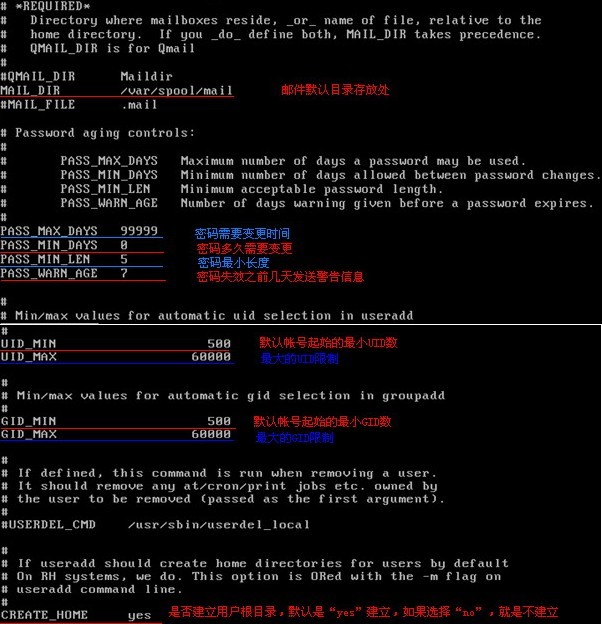 # *REQUIRED*
#   Directory where mailboxes reside, _or_ name of file, relative to the
#   home directory.  If you _do_ define both, MAIL_DIR takes precedence.
#   QMAIL_DIR is for Qmail
#
#QMAIL_DIR      Maildir
MAIL_DIR        /var/spool/mail 邮件默认目录存放处
#MAIL_FILE      .mail
# Password aging controls:
#
#       PASS_MAX_DAYS   Maximum number of days a password may be used.
#       PASS_MIN_DAYS   Minimum number of days allowed between password changes.
#       PASS_MIN_LEN    Minimum acceptable password length.
#       PASS_WARN_AGE   Number of days warning given before a password expires.
#
PASS_MAX_DAYS   99999 密码需要变更时间
PASS_MIN_DAYS   0 密码多久需要变更
PASS_MIN_LEN    5 密码最小长度
PASS_WARN_AGE   7 密码失效之前几天发送警告信息
#
# Min/max values for automatic uid selection in useradd
#
UID_MIN                   500 默认帐号起始的最小UID数
UID_MAX                 60000 最大的UID限制
#
# Min/max values for automatic gid selection in groupadd
#
GID_MIN                   500 默认帐号起始的最小GID数
GID_MAX                 60000 最大的GID限制
#
# If defined, this command is run when removing a user.
# It should remove any at/cron/print jobs etc. owned by
# the user to be removed (passed as the first argument).
#
#USERDEL_CMD    /usr/sbin/userdel_local
#
# If useradd should create home directories for users by default
# On RH systems, we do. This option is ORed with the -m flag on
# useradd command line.
#
CREATE_HOME     yes 是否建立用户根目录，默认是“yes”建立，如果选择“no”，就是不建立